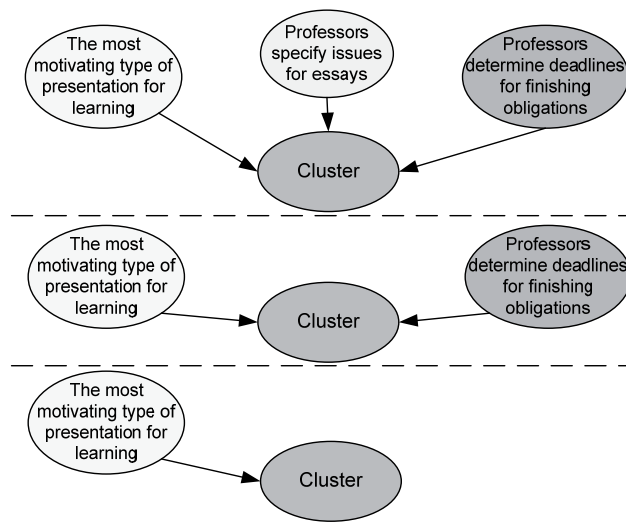 The most
motivating type of
presentation for
learning
Professors
specify issues
for essays
Professors
determine deadlines
for finishing
obligations
Cluster
The most
motivating type of
presentation for
learning
Professors
determine deadlines
for finishing
obligations
Cluster
The most
motivating type of
presentation for
learning
Cluster